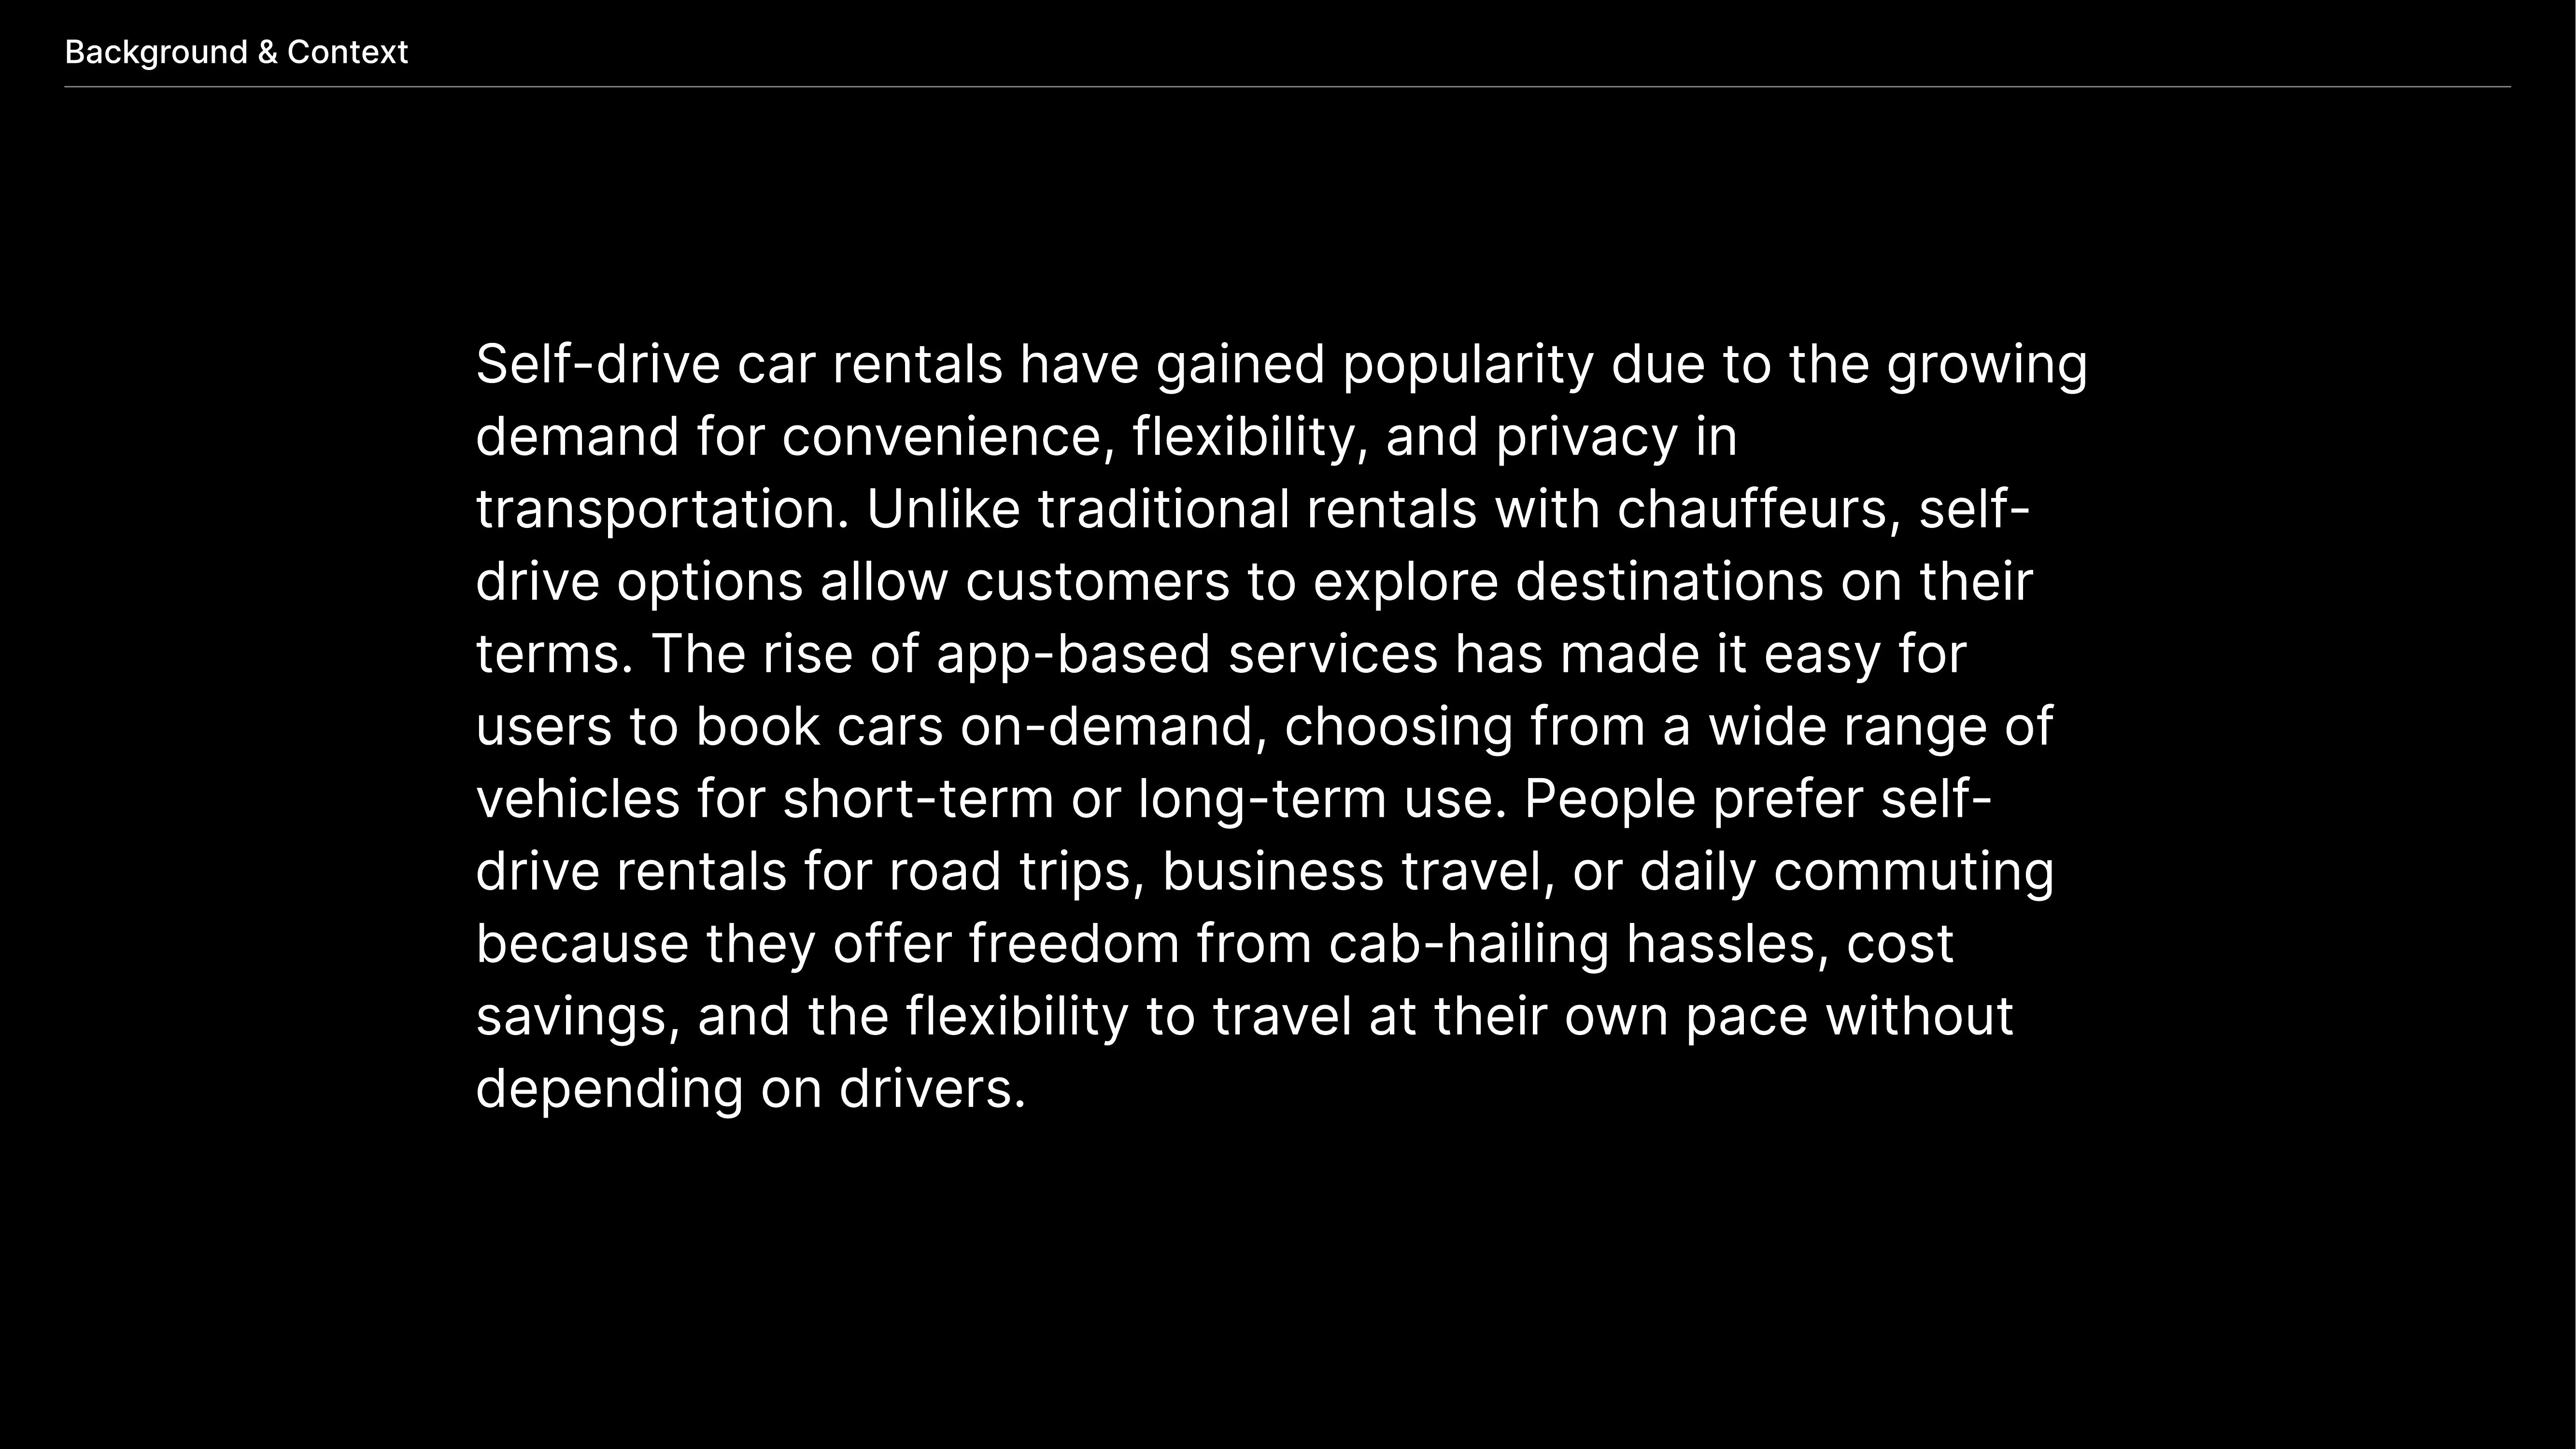 Background & Context
Self-drive car rentals have gained popularity due to the growing
demand for convenience, flexibility, and privacy in
transportation. Unlike traditional rentals with chauffeurs, self-
drive options allow customers to explore destinations on their
terms. The rise of app-based services has made it easy for
users to book cars on-demand, choosing from a wide range of
vehicles for short-term or long-term use. People prefer self-
drive rentals for road trips, business travel, or daily commuting
because they offer freedom from cab-hailing hassles, cost
savings, and the flexibility to travel at their own pace without
depending on drivers.